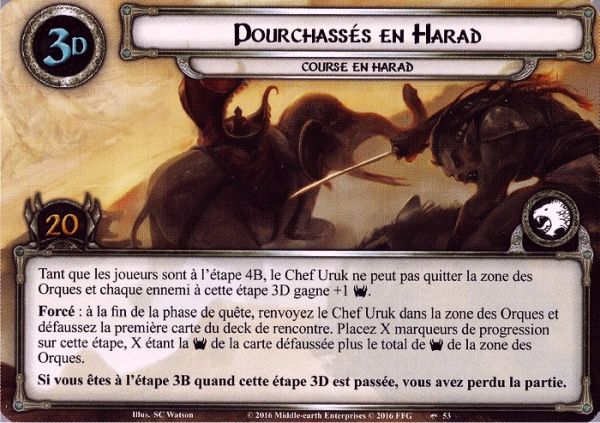 3D
POURCHASSÉS EN HARAD
COURSE EN HARAD
20
Tant que les joueurs sont à l'étape 4B, le Chef Uruk ne peut pas quitter la zone des
Orques et chaque ennemi à cette étape 3D gagne +1 .
Forcé : à la fin de la phase de quête, renvoyez le Chef Uruk dans la zone des Orques et
défaussez la première carte du deck de rencontre. Placez X marqueurs de progression
sur cette étape, X étant la de la carte défaussée plus le total de de la zone des
Orques.
Si vous êtes à l'étape 3B quand cette étape 3D est passée, vous avez perdu la partie.
Illus. SC Watson © 2016 Middle-earth Enterprises © 2016 FFG 53